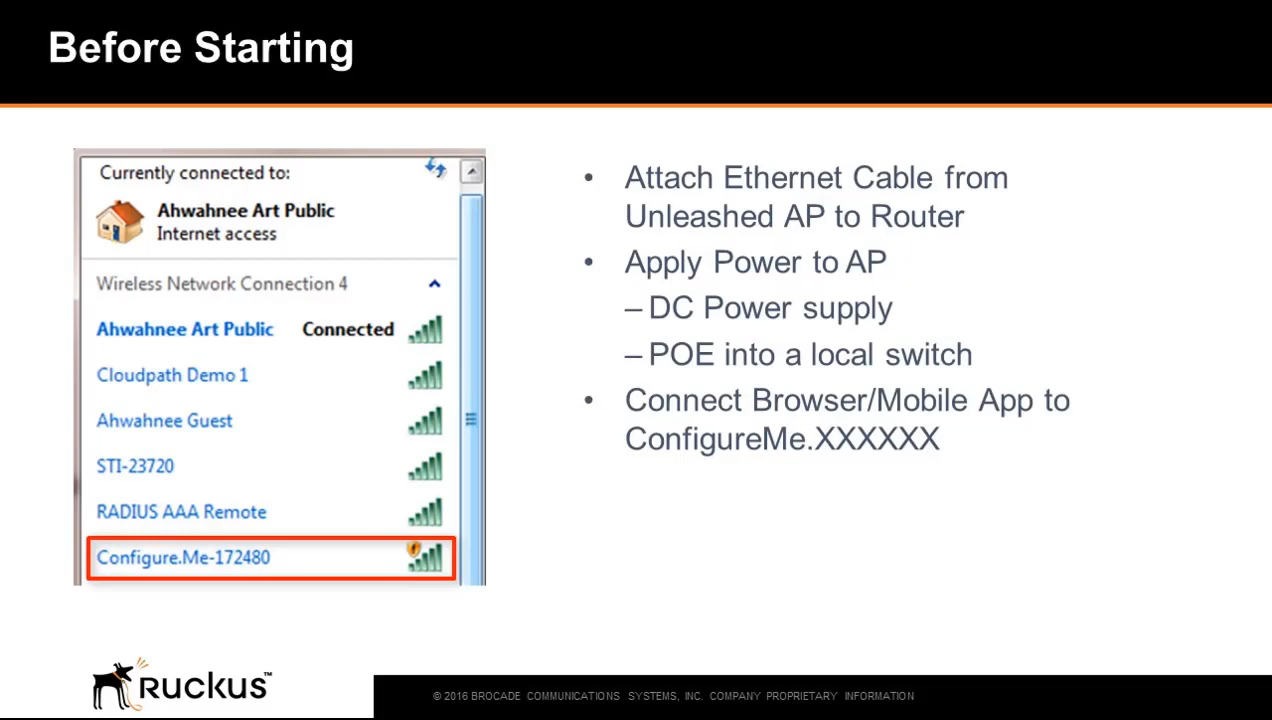 Before Starting
Currently connected to:
Ahwahnee Art Public
Internet access
Wireless Network Connection 4
Ahwahnee Art Public Connected
Cloudpath Demo 1
Ahwahnee Guest
STI-23720
RADIUS AAA Remote
Configure.Me-172480
• Attach Ethernet Cable from
Unleashed AP to Router
• Apply Power to AP
– DC Power supply
– POE into a local switch
• Connect Browser/Mobile App to
ConfigureMe.XXXXXX
RUCKUS™
© 2016 BROCADE COMMUNICATIONS SYSTEMS, INC. COMPANY PROPRIETARY INFORMATION